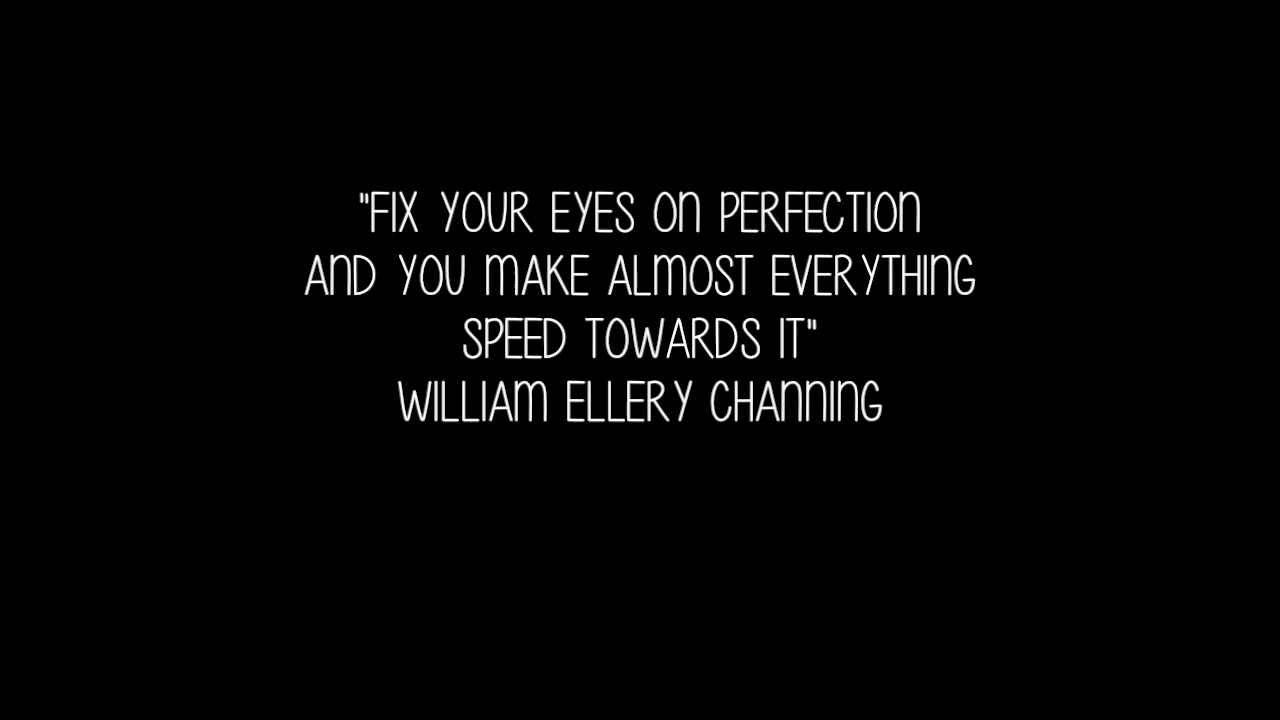 "FIX YOUR EYES ON PERFECTION
AND YOU MAKE ALMOST EVERYTHING
SPEED TOWARDS IT"
WILLIAM ELLERY CHANNING